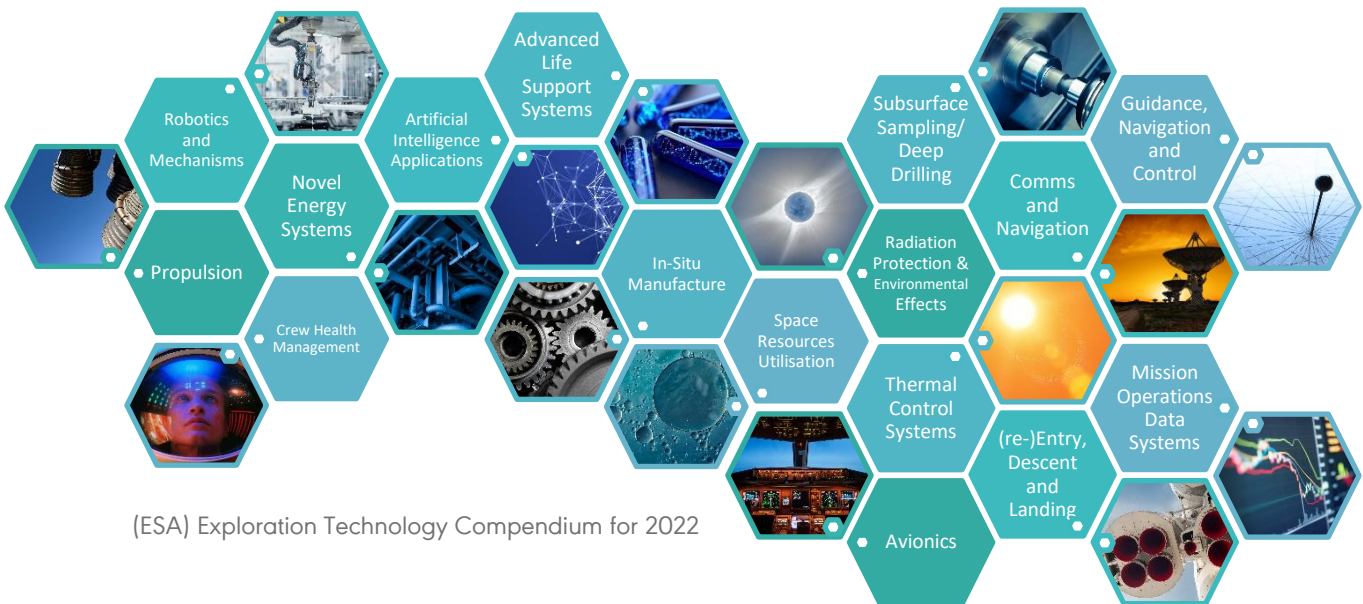 Robotics
and
Mechanisms
Propulsion
Novel
Energy
Systems
Crew Health
Management
Artificial
Intelligence
Applications
Advanced
Life
Support
Systems
In-Situ
Manufacture
Space
Resources
Utilisation
Subsurface
Sampling/
Deep
Drilling
Radiation
Protection &
Environmental
Effects
Thermal
Control
Systems
Avionics
Comms
and
Navigation
(re-)Entry,
Descent
and
Landing
Guidance,
Navigation
and
Control
Mission
Operations
Data
Systems
(ESA) Exploration Technology Compendium for 2022